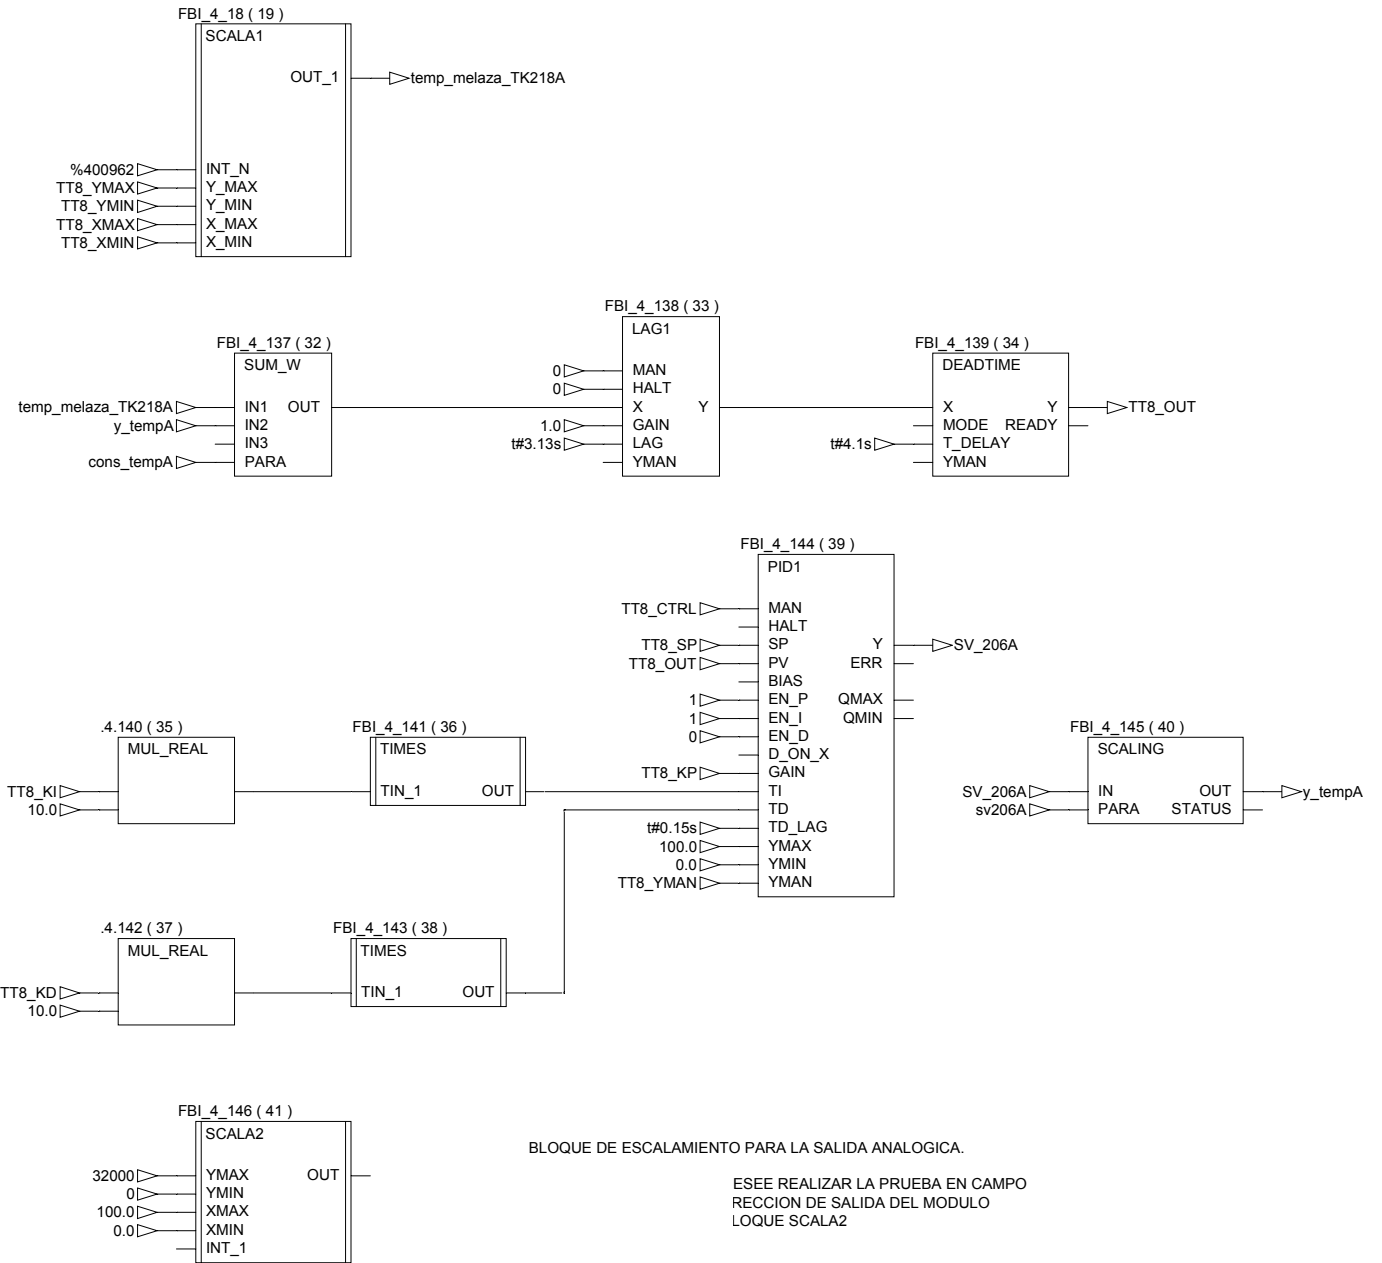 FBI_4_18 ( 19 )
SCALA1
OUT_1
temp_melaza_TK218A
%400962
INT_N
TT8_YMAX
Y_MAX
TT8_YMIN
Y_MIN
TT8_XMAX
X_MAX
TT8_XMIN
X_MIN
FBI_4_137 ( 32 )
SUM_W
temp_melaza_TK218A
IN1
OUT
y_tempA
IN2
IN3
cons_tempA
PARA
FBI_4_138 ( 33 )
LAG1
0
MAN
0
HALT
X
Y
1.0
GAIN
t#3.13s
LAG
YMAN
FBI_4_139 ( 34 )
DEADTIME
X
Y
TT8_OUT
MODE
READY
t#4.1s
T_DELAY
YMAN
FBI_4_144 ( 39 )
PID1
TT8_CTRL
MAN
HALT
TT8_SP
SP
Y
SV_206A
TT8_OUT
PV
ERR
BIAS
1
EN_P
QMAX
1
EN_I
QMIN
0
EN_D
D_ON_X
TT8_KP
GAIN
TI
TD
t#0.15s
TD_LAG
100.0
YMAX
0.0
YMIN
TT8_YMAN
YMAN
.4.140 ( 35 )
MUL_REAL
TT8_KI
10.0
FBI_4_141 ( 36 )
TIMES
TIN_1
OUT
FBI_4_145 ( 40 )
SCALING
SV_206A
IN
OUT
y_tempA
sv206A
PARA
STATUS
.4.142 ( 37 )
MUL_REAL
TT8_KD
10.0
FBI_4_143 ( 38 )
TIMES
TIN_1
OUT
FBI_4_146 ( 41 )
SCALA2
32000
YMAX
OUT
0
YMIN
100.0
XMAX
0.0
XMIN
INT_1
BLOQUE DE ESCALAMIENTO PARA LA SALIDA ANALOGICA.
ESEE REALIZAR LA PRUEBA EN CAMPO
RECCION DE SALIDA DEL MODULO
LOQUE SCALA2